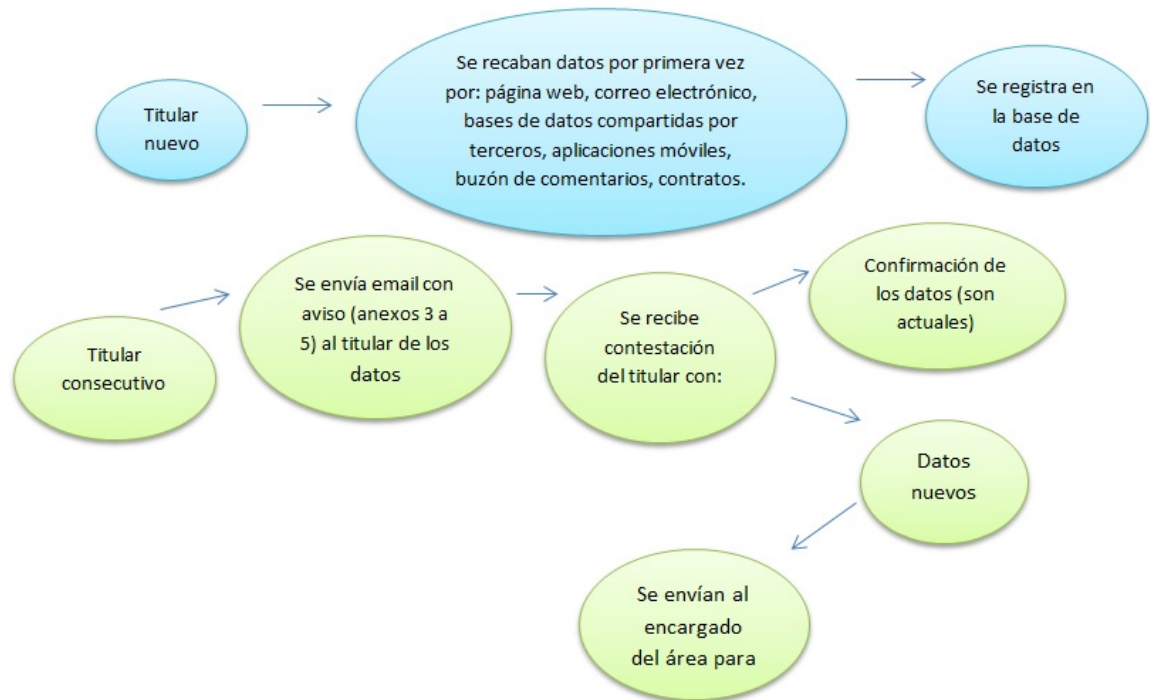 Titular
nuevo
Se recaban datos por primera vez
por: página web, correo electrónico,
bases de datos compartidas por
terceros, aplicaciones móviles,
buzón de comentarios, contratos.
Se registra en
la base de
datos
Titular
consecutivo
Se envía email con
aviso (anexos 3 a
5) al titular de los
datos
Se recibe
contestación
del titular con:
Confirmación de
los datos (son
actuales)
Datos
nuevos
Se envían al
encargado
del área para